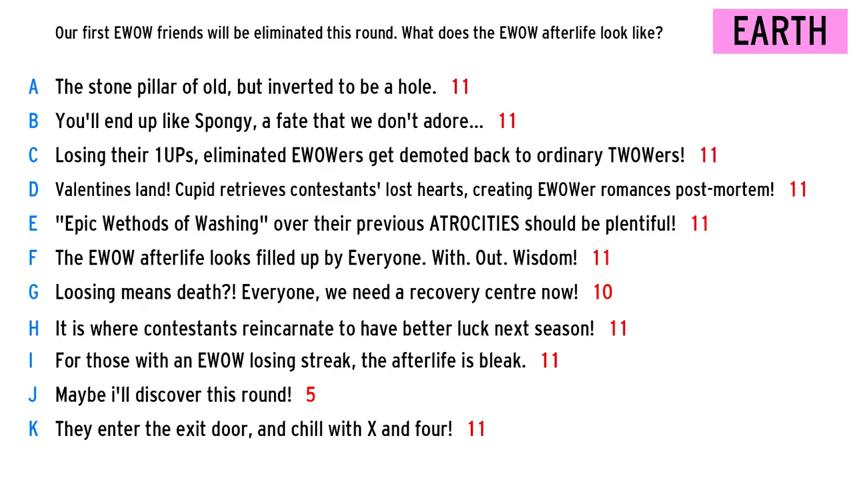 Our first EWOW friends will be eliminated this round. What does the EWOW afterlife look like?
EARTH
A The stone pillar of old, but inverted to be a hole. 11
B You'll end up like Spongy, a fate that we don't adore... 11
C Losing their 1UPs, eliminated EWOWers get demoted back to ordinary TWOWers! 11
D Valentines land! Cupid retrieves contestants' lost hearts, creating EWOWer romances post-mortem! 11
E "Epic Wethods of Washing" over their previous ATROCITIES should be plentiful! 11
F The EWOW afterlife looks filled up by Everyone. With. Out. Wisdom! 11
G Loosing means death?! Everyone, we need a recovery centre now! 10
H It is where contestants reincarnate to have better luck next season! 11
I For those with an EWOW losing streak, the afterlife is bleak. 11
J Maybe i'll discover this round! 5
K They enter the exit door, and chill with X and four! 11